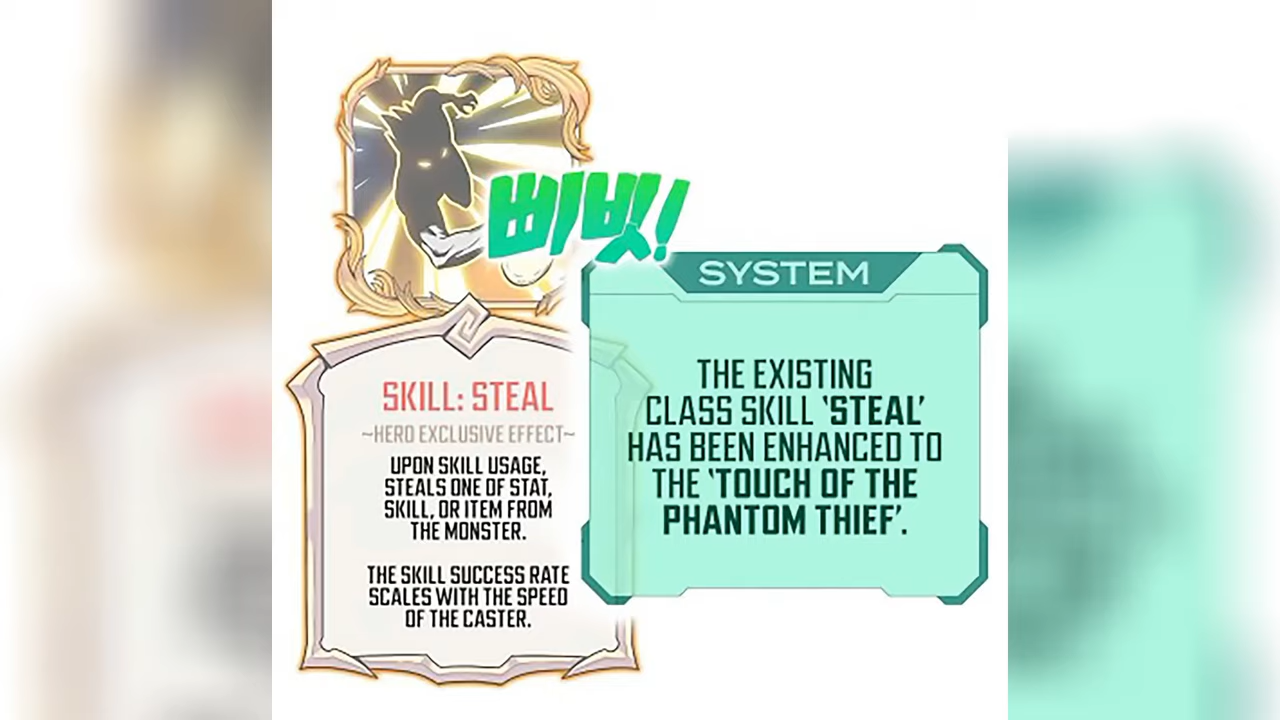 삐빗!
SKILL: STEAL
~HERO EXCLUSIVE EFFECT~
UPON SKILL USAGE,
STEALS ONE OF STAT,
SKILL, OR ITEM FROM
THE MONSTER.
THE SKILL SUCCESS RATE
SCALES WITH THE SPEED
OF THE CASTER.
SYSTEM
THE EXISTING
CLASS SKILL ‘STEAL’
HAS BEEN ENHANCED TO
THE ‘TOUCH OF THE
PHANTOM THIEF’.